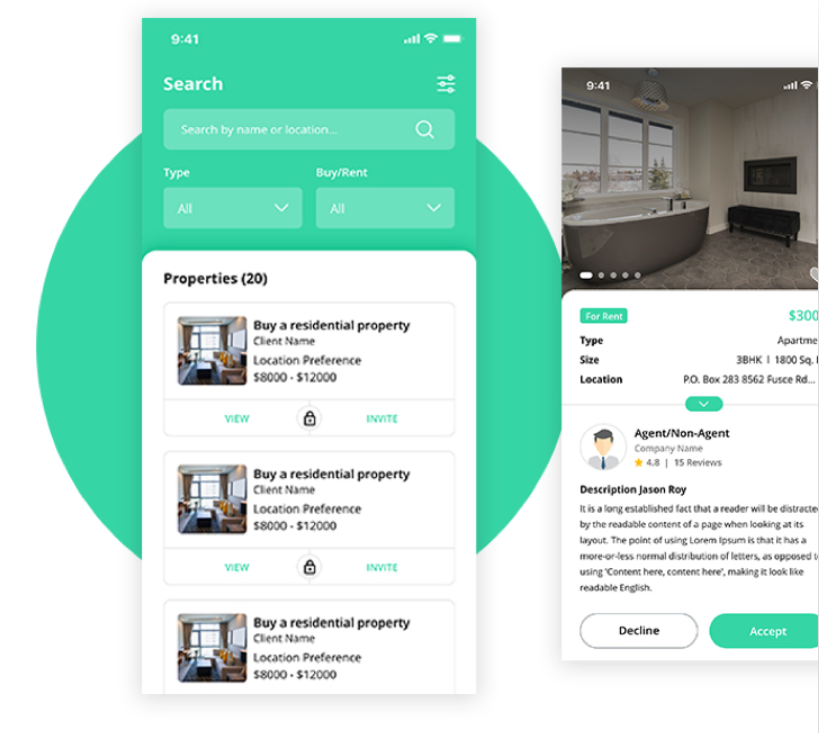 9:41
Search
Search by name or location...
Type
Buy/Rent
All
All
Properties (20)
Buy a residential property
Client Name
Location Preference
$8000 - $12000
VIEW
INVITE
Buy a residential property
Client Name
Location Preference
$8000 - $12000
VIEW
INVITE
Buy a residential property
Client Name
Location Preference
$8000 - $12000
9:41
For Rent
$300
Type
Apartme
Size
3BHK | 1800 Sq.
Location
P.O. Box 283 8562 Fusce Rd...
Agent/Non-Agent
Company Name
4.8 | 15 Reviews
Description Jason Roy
It is a long established fact that a reader will be distracte
by the readable content of a page when looking at its
layout. The point of using Lorem Ipsum is that it has a
more-or-less normal distribution of letters, as opposed t
using 'Content here, content here', making it look like
readable English.
Decline
Accept